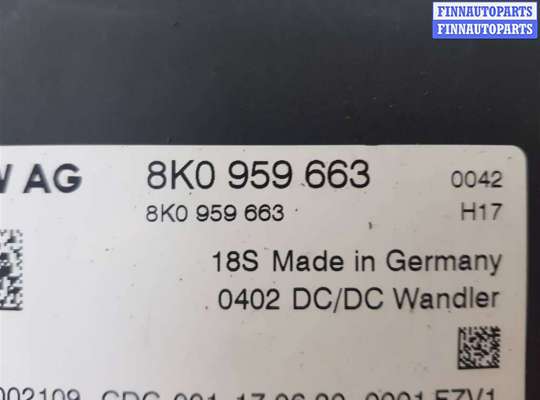 FINNAUTOPARTS
FINNAUTOPARTS
AG 8K0 959 663 0042
8K0 959 663 H17
18S Made in Germany
0402 DC/DC Wandler